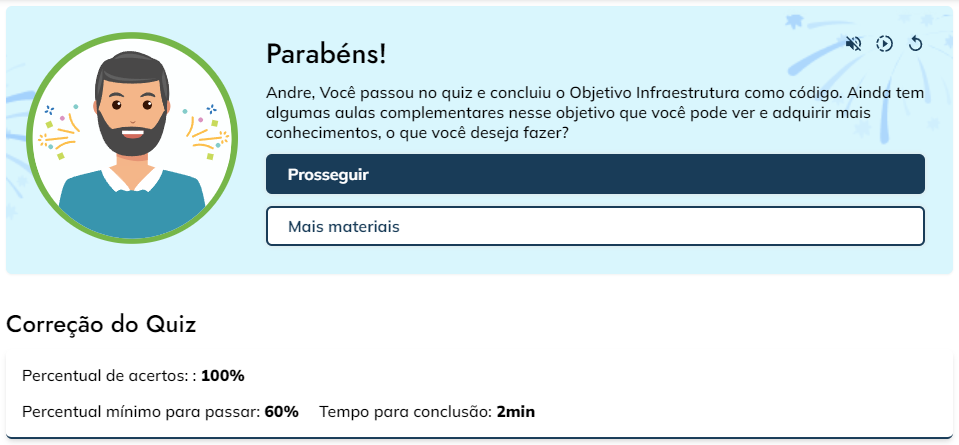 Parabéns!
Andre, Você passou no quiz e concluiu o Objetivo Infraestrutura como código. Ainda tem
algumas aulas complementares nesse objetivo que você pode ver e adquirir mais
conhecimentos, o que você deseja fazer?
Prosseguir
Mais materiais
Correção do Quiz
Percentual de acertos: : 100%
Percentual mínimo para passar: 60% Tempo para conclusão: 2min